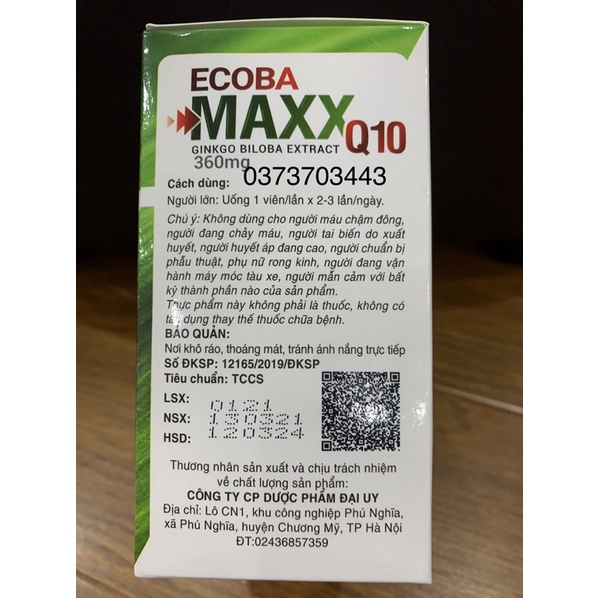 ECOBA
MAXX Q10
GINKGO BILOBA EXTRACT
360mg
0373703443
Cách dùng:
Người lớn: Uống 1 viên/lần x 2-3 lần/ngày.
Chú ý: Không dùng cho người máu chậm đông,
người đang chảy máu, người tai biến do xuất
huyết, người huyết áp đang cao, người chuẩn bị
phẫu thuật, phụ nữ rong kinh, người đang vận
hành máy móc tàu xe, người mẫn cảm với bất
kỳ thành phần nào của sản phẩm.
Thực phẩm này không phải là thuốc, không có
tác dụng thay thế thuốc chữa bệnh.
BẢO QUẢN:
Nơi khô ráo, thoáng mát, tránh ánh nắng trực tiếp
Số ĐKSP: 12165/2019/ĐKSP
Tiêu chuẩn: TCCS
LSX: 0121
NSX: 130321
HSD: 120324
Thương nhân sản xuất và chịu trách nhiệm
về chất lượng sản phẩm:
CÔNG TY CP DƯỢC PHẨM ĐẠI UY
Địa chỉ: Lô CN1, khu công nghiệp Phú Nghĩa,
xã Phú Nghĩa, huyện Chương Mỹ, TP Hà Nội
ĐT:02436857359